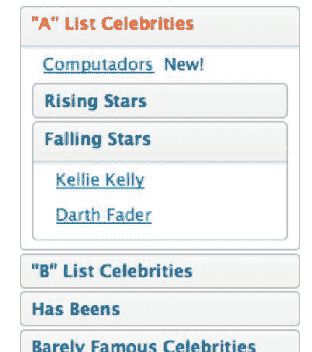 "A" List Celebrities
Computadors New!
Rising Stars
Falling Stars
Kellie Kelly
Darth Fader
"B" List Celebrities
Has Beens
Barely Famous Celebrities